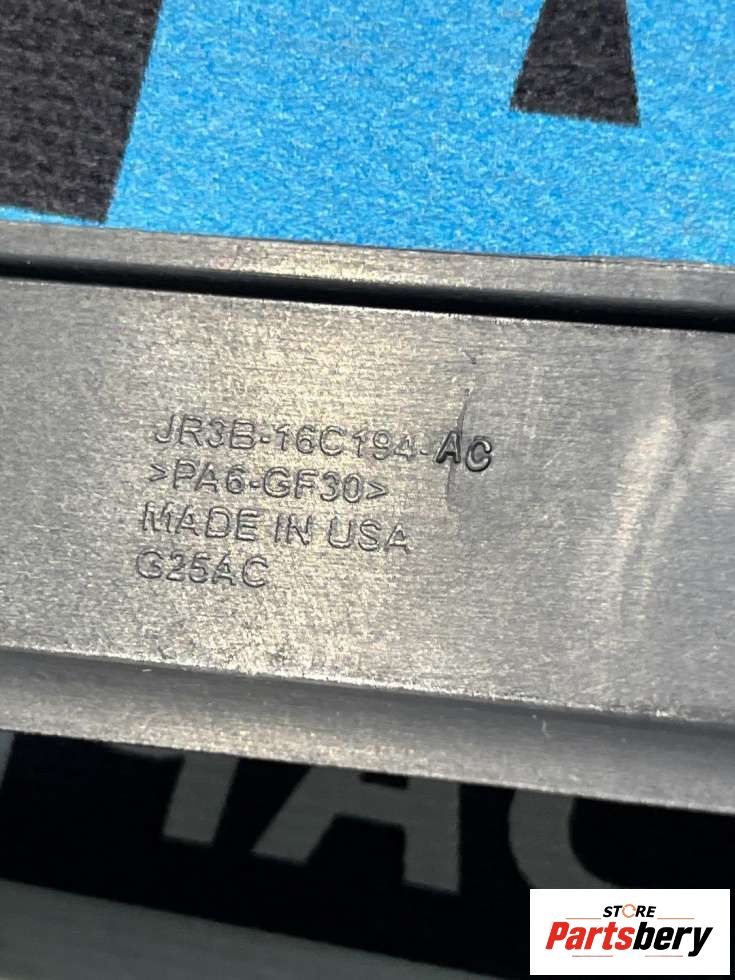 JR3B-16C194-AC
>PA6-GF30<
MADE IN USA
G25AC
STORE
Partsbery